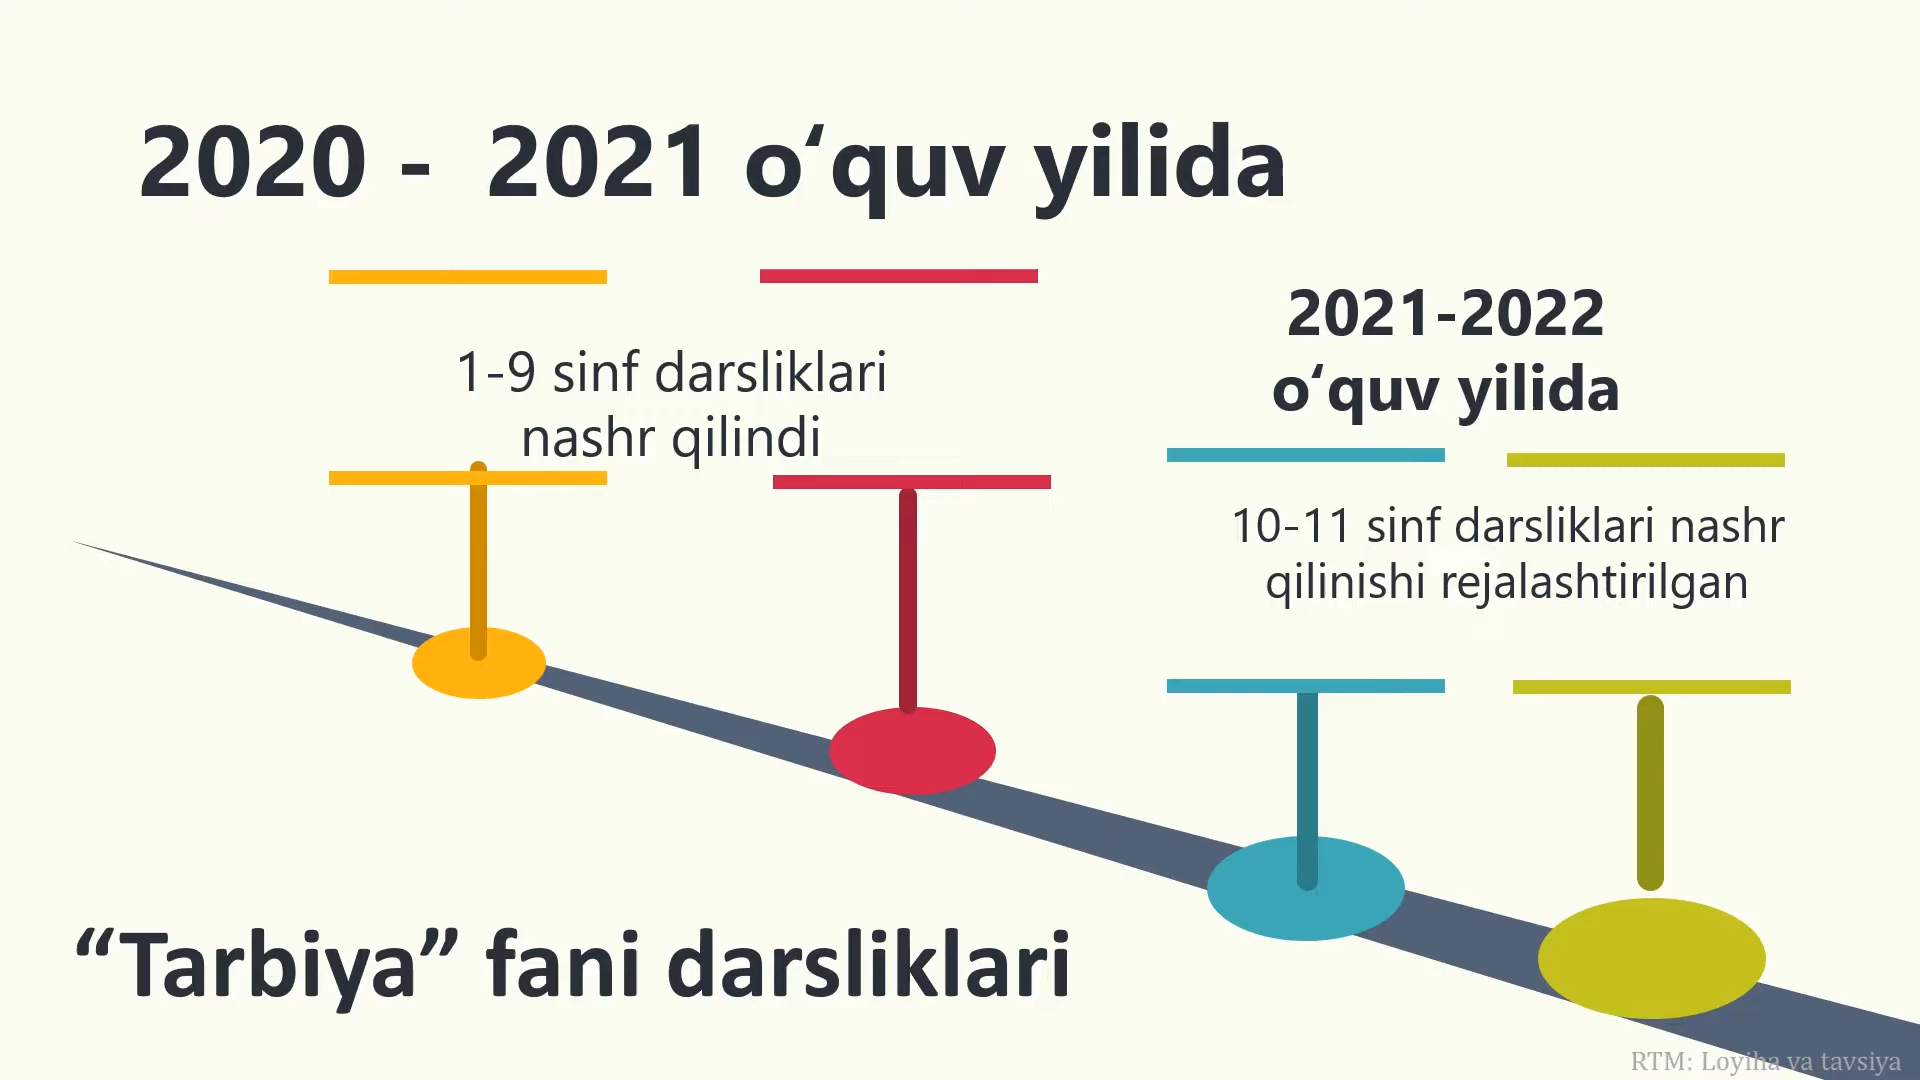 2020 - 2021 o‘quv yilida
1-9 sinf darsliklari
nashr qilindi
2021-2022
o‘quv yilida
10-11 sinf darsliklari nashr
qilinishi rejalashtirilgan
“Tarbiya” fani darsliklari
RTM: Loyiha va tavsiya